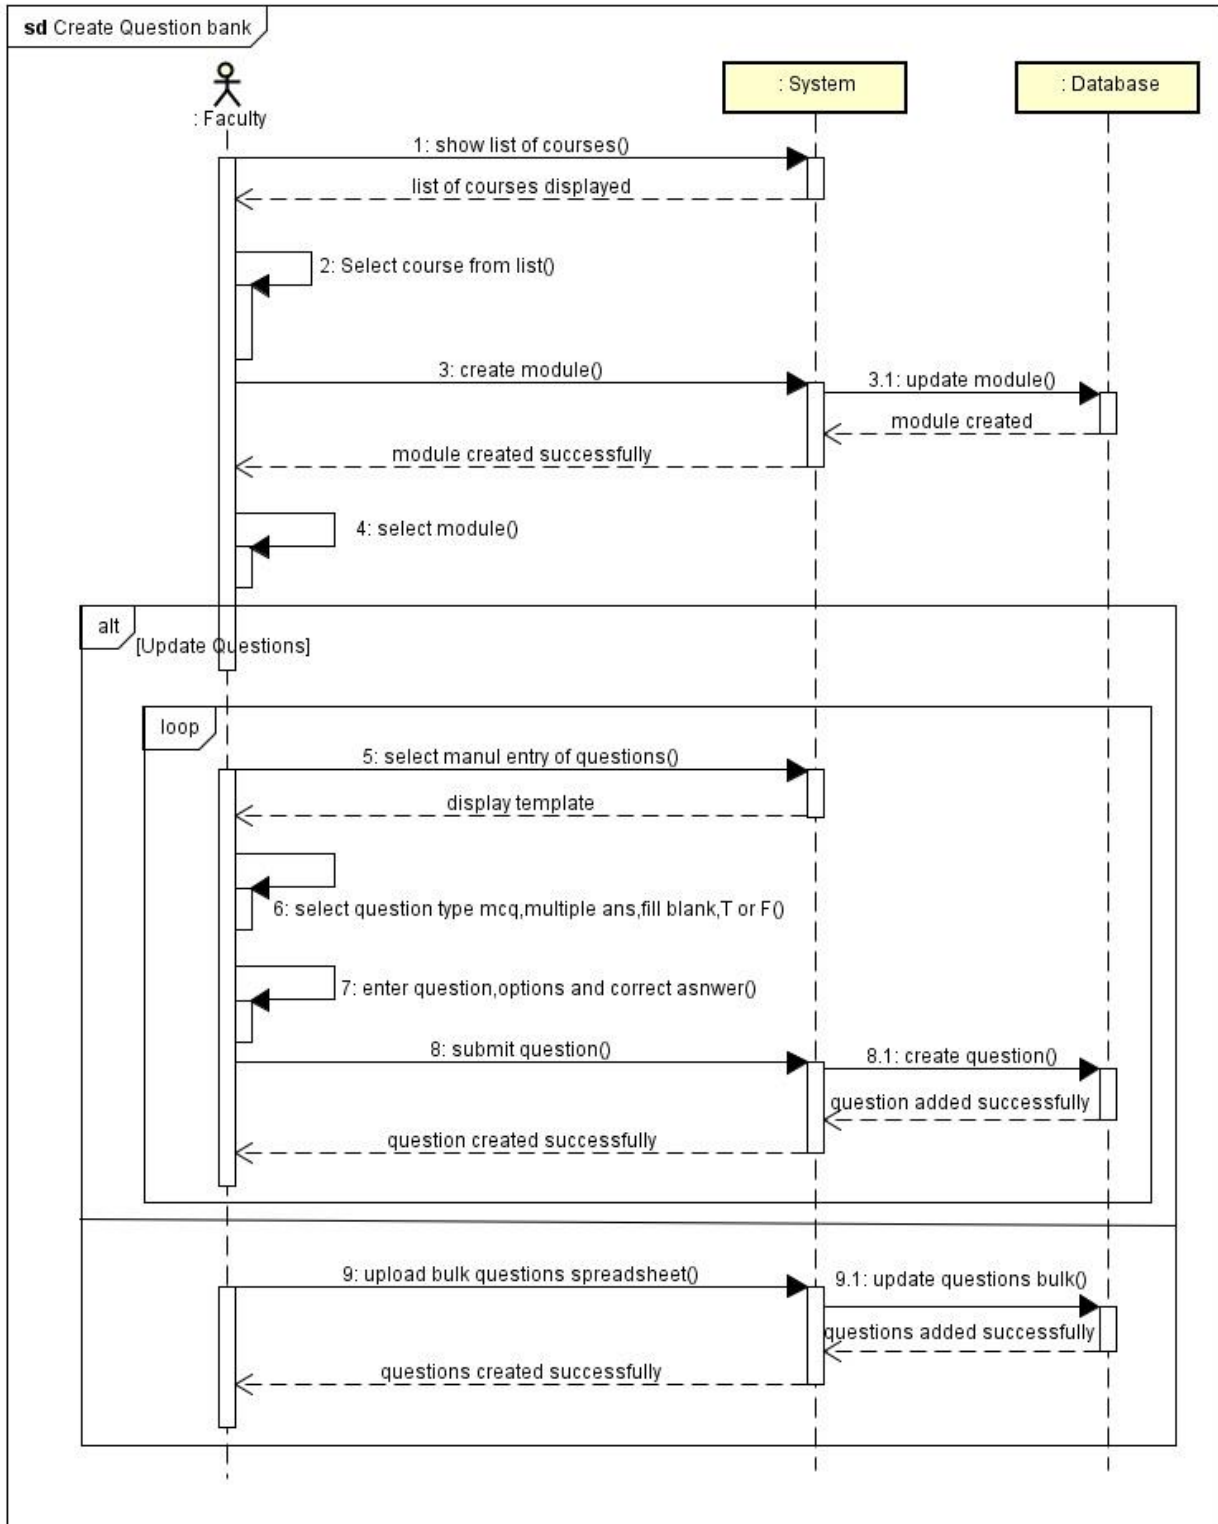 sd Create Question bank
: Faculty
: System
: Database
1: show list of courses()
list of courses displayed
2: Select course from list()
3: create module()
3.1: update module()
module created
module created successfully
4: select module()
alt
[Update Questions]
loop
5: select manul entry of questions()
display template
6: select question type mcq,multiple ans,fill blank,T or F()
7: enter question,options and correct asnwer()
8: submit question()
8.1: create question()
question added successfully
question created successfully
9: upload bulk questions spreadsheet()
9.1: update questions bulk()
questions added successfully
questions created successfully